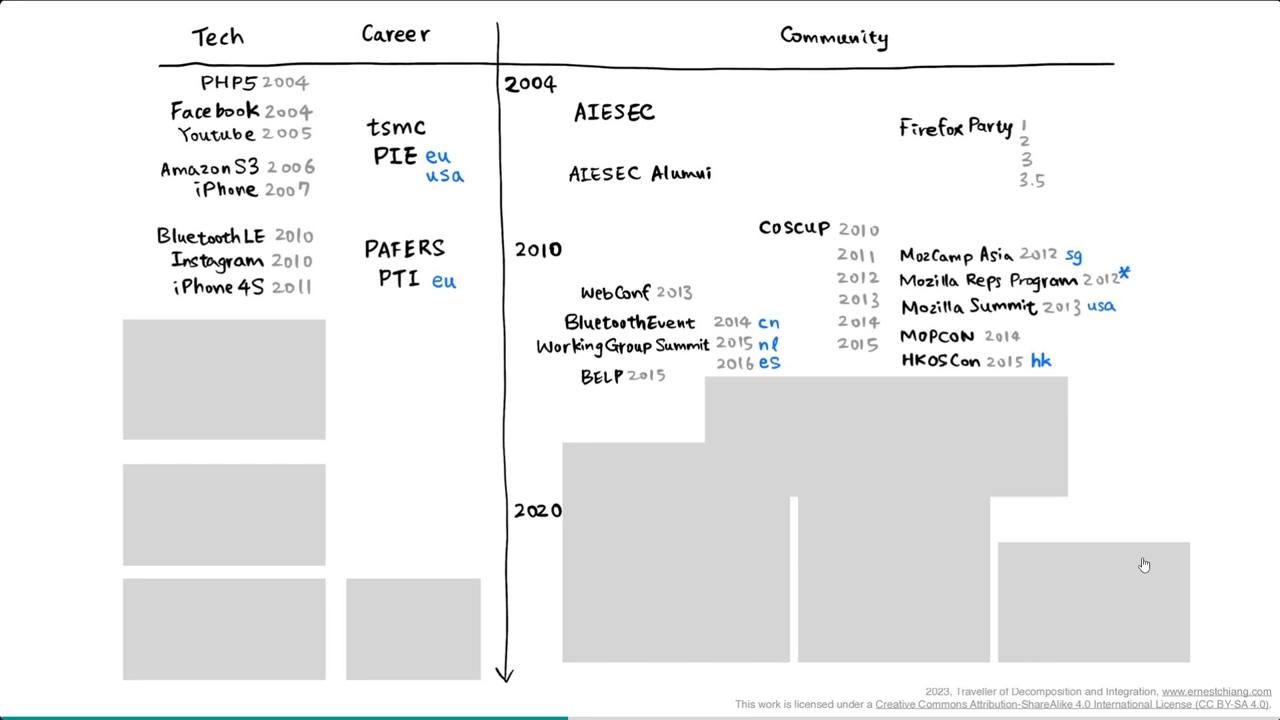 Tech
Career
Community
PHP5 2004
Facebook 2004
Youtube 2005
Amazon S3 2006
iPhone 2007
Bluetooth LE 2010
Instagram 2010
iPhone 4S 2011
tsmc
PIE eu
usa
PAFERS
PTI eu
2004
2010
2020
AIESEC
AIESEC Alumni
WebConf 2013
BluetoothEvent 2014 cn
WorkingGroup Summit 2015 nl
2016 es
BELP 2015
COSCUP 2010
2011
2012
2013
2014
2015
Firefox Party 1
2
3
3.5
MozCamp Asia 2012 sg
Mozilla Reps Program 2012*
Mozilla Summit 2013 usa
MOPCON 2014
HKOSCon 2015 hk
2023, Traveller of Decomposition and Integration, www.ernestchiang.com
This work is licensed under a Creative Commons Attribution-ShareAlike 4.0 International License (CC BY-SA 4.0).